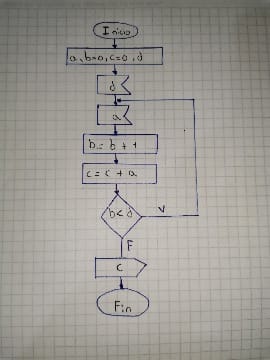 Inicio
a, b=0, c=0, d
d
a
b = b + 1
c = c + a
b < d
V
F
c
Fin